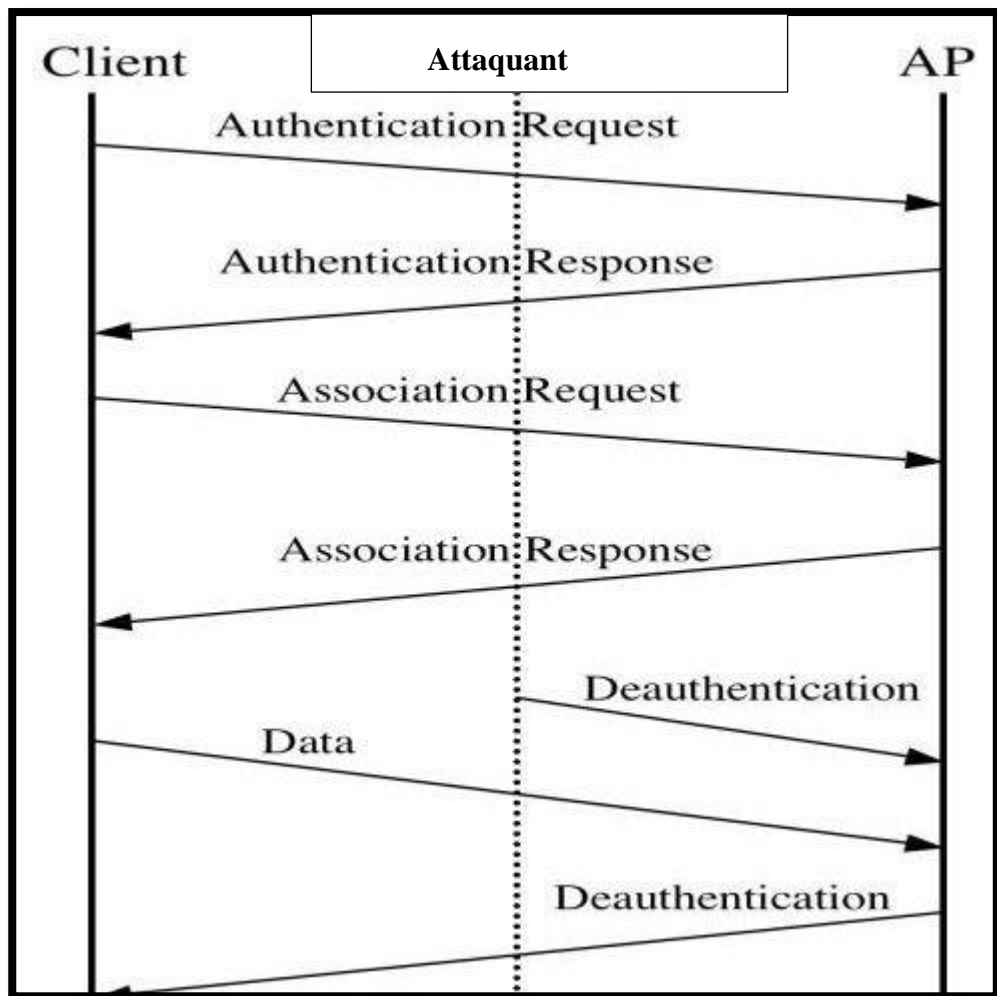 Client
Attaquant
AP
Authentication Request
Authentication Response
Association Request
Association Response
Deauthentication
Data
Deauthentication